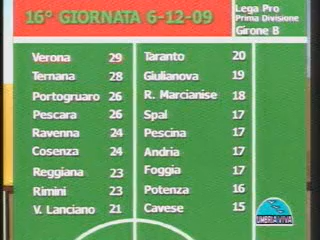 16° GIORNATA 6-12-09
Lega Pro
Prima Divisione
Girone B
Verona 29
Ternana 28
Portogruaro 26
Pescara 26
Ravenna 24
Cosenza 24
Reggiana 23
Rimini 23
V. Lanciano 21
Taranto 20
Giulianova 19
R. Marcianise 18
Spal 17
Pescina 17
Andria 17
Foggia 17
Potenza 16
Cavese 15
UMBRIA VIVA